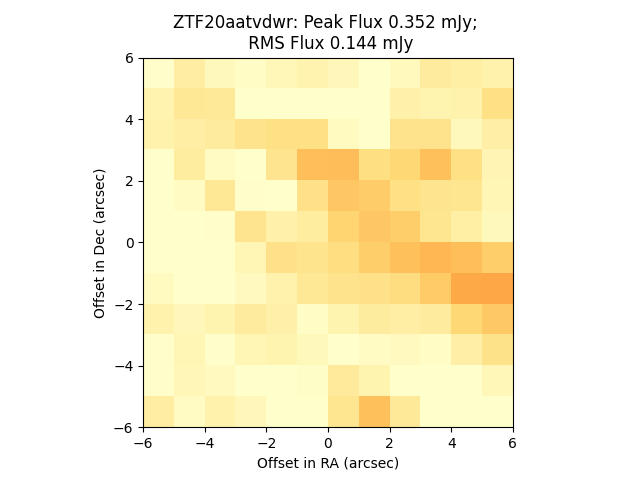 ZTF20aatvdwr: Peak Flux 0.352 mJy;
RMS Flux 0.144 mJy
6
4
2
0
−2
−4
−6
Offset in Dec (arcsec)
−6 −4 −2 0 2 4 6
Offset in RA (arcsec)